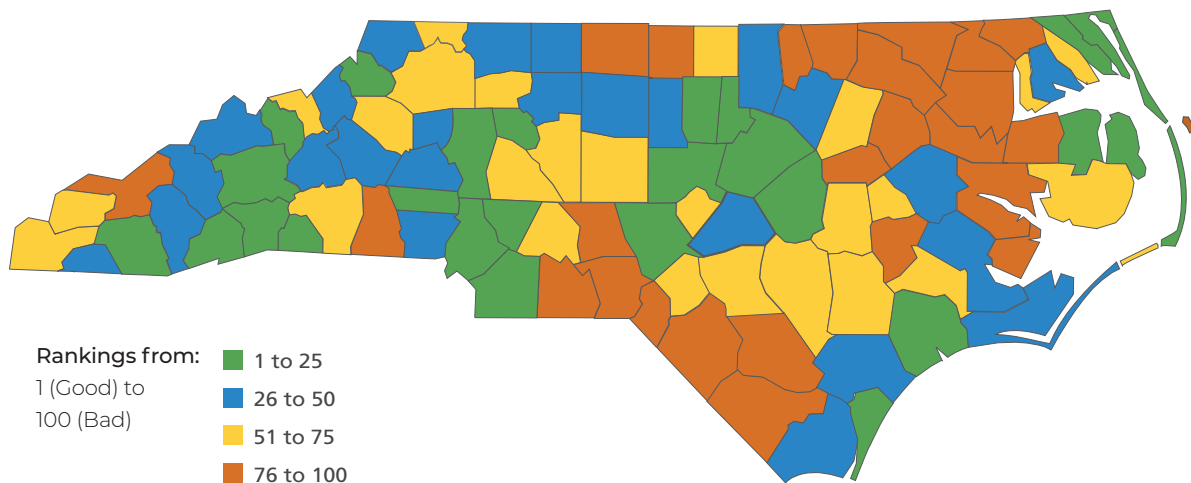 Rankings from:
1 (Good) to
100 (Bad)
1 to 25
26 to 50
51 to 75
76 to 100